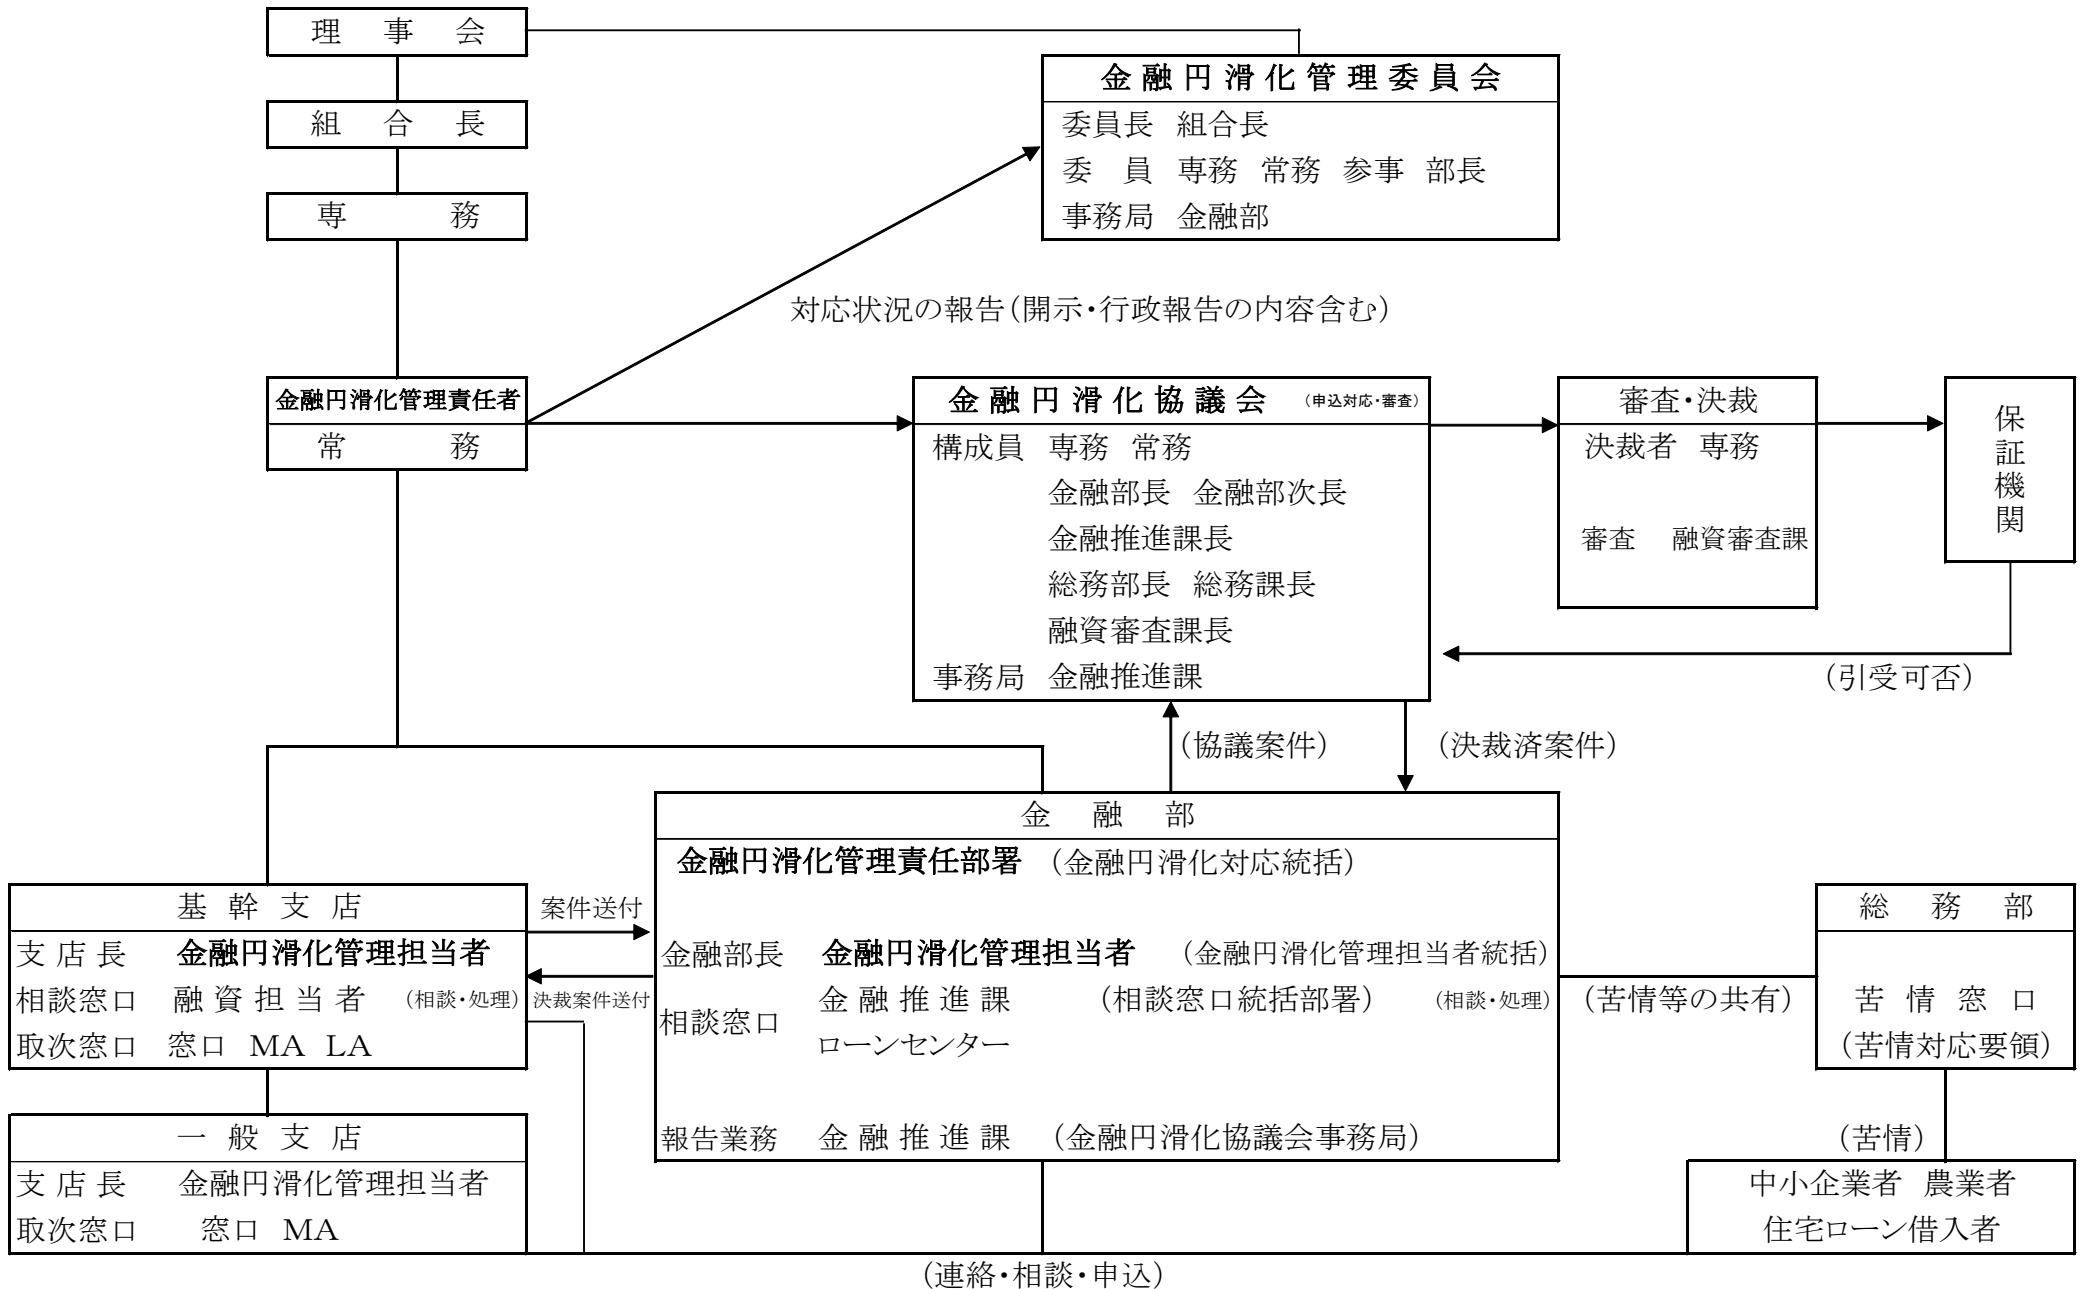 理　事　会
金融円滑化管理委員会
組　合　長
委員長　組合長
委　員　専務　常務　参事　部長
専　　　務
事務局　金融部
対応状況の報告（開示・行政報告の内容含む）
金融円滑化管理責任者
常　　　務
金融円滑化協議会　（申込対応・審査）
構成員　専務　常務
金融部長　金融部次長
金融推進課長
総務部長　総務課長
融資審査課長
事務局　金融推進課
審査・決裁
決裁者　専務
審査　融資審査課
保証機関
（引受可否）
（協議案件）
（決裁済案件）
金　融　部
金融円滑化管理責任部署　（金融円滑化対応統括）
金融部長　金融円滑化管理担当者　（金融円滑化管理担当者統括）
相談窓口　金融推進課　（相談窓口統括部署）　（相談・処理）
ローンセンター
報告業務　金融推進課　（金融円滑化協議会事務局）
基幹支店
支店長　金融円滑化管理担当者
相談窓口　融資担当者　（相談・処理）
取次窓口　窓口　MA　LA
案件送付
決裁案件送付
一般支店
支店長　金融円滑化管理担当者
取次窓口　窓口　MA
総　務　部
苦情窓口
（苦情対応要領）
（苦情等の共有）
（苦情）
中小企業者　農業者
住宅ローン借入者
（連絡・相談・申込）